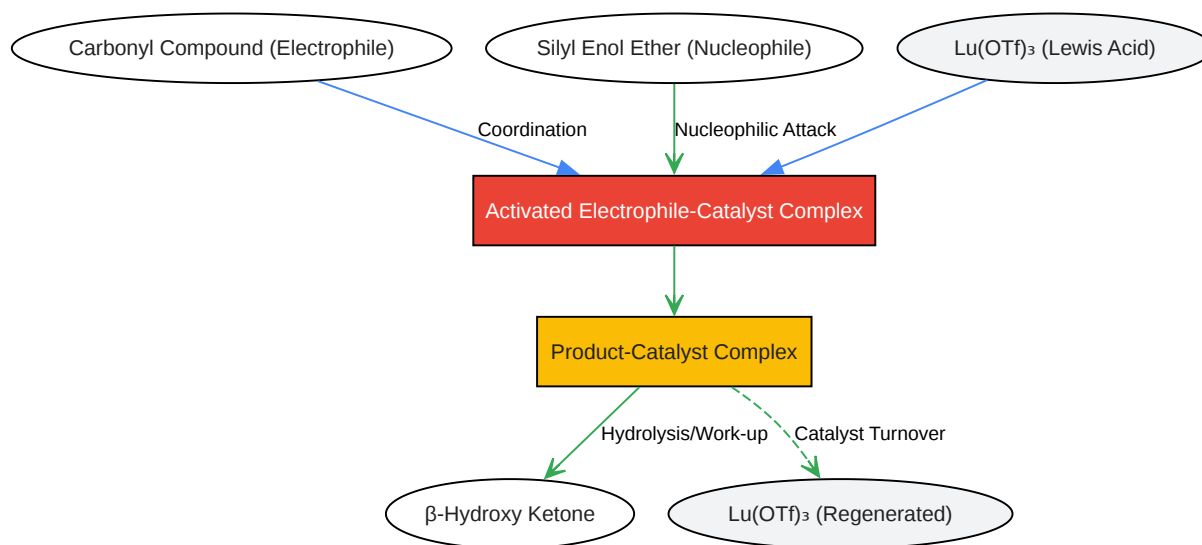 Carbonyl Compound (Electrophile)
Silyl Enol Ether (Nucleophile)
Lu(OTf)₃ (Lewis Acid)
Coordination
Nucleophilic Attack
Activated Electrophile-Catalyst Complex
Product-Catalyst Complex
Hydrolysis/Work-up
Catalyst Turnover
β-Hydroxy Ketone
Lu(OTf)₃ (Regenerated)